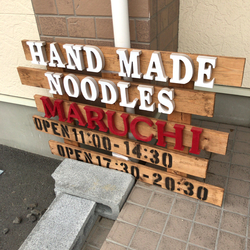 HAND MADE
NOODLES
MARUCHI
OPEN 11:00-14:30
OPEN 17:30-20:30